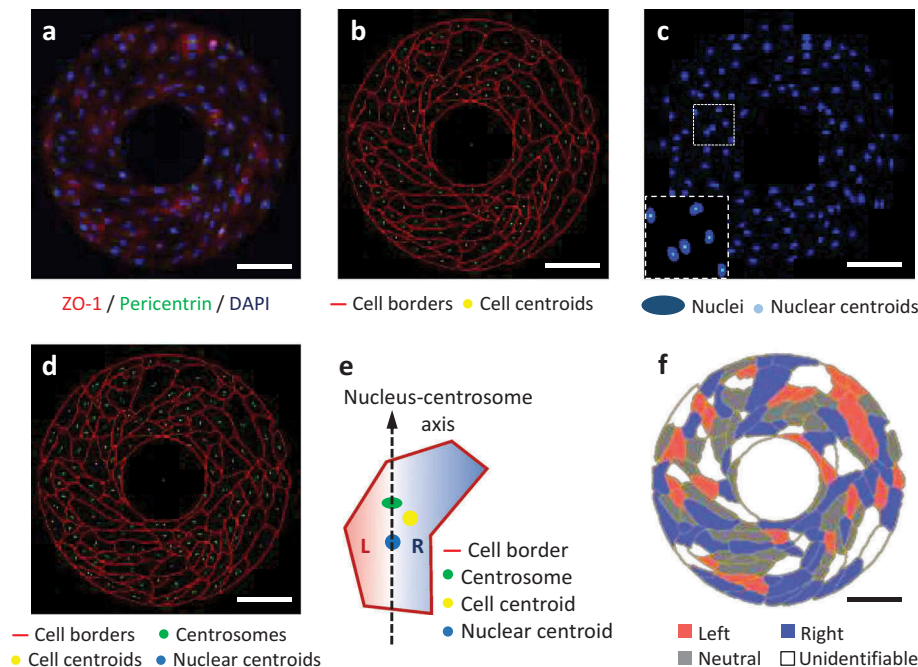 a
b
c
ZO-1 / Pericentrin / DAPI
Cell borders Cell centroids
Nuclei Nuclear centroids
d
e
f
Nucleus-centrosome
axis
L R
Cell border
Centrosome
Cell centroid
Nuclear centroid
Cell borders Centrosomes
Cell centroids Nuclear centroids
Left Right
Neutral Unidentifiable